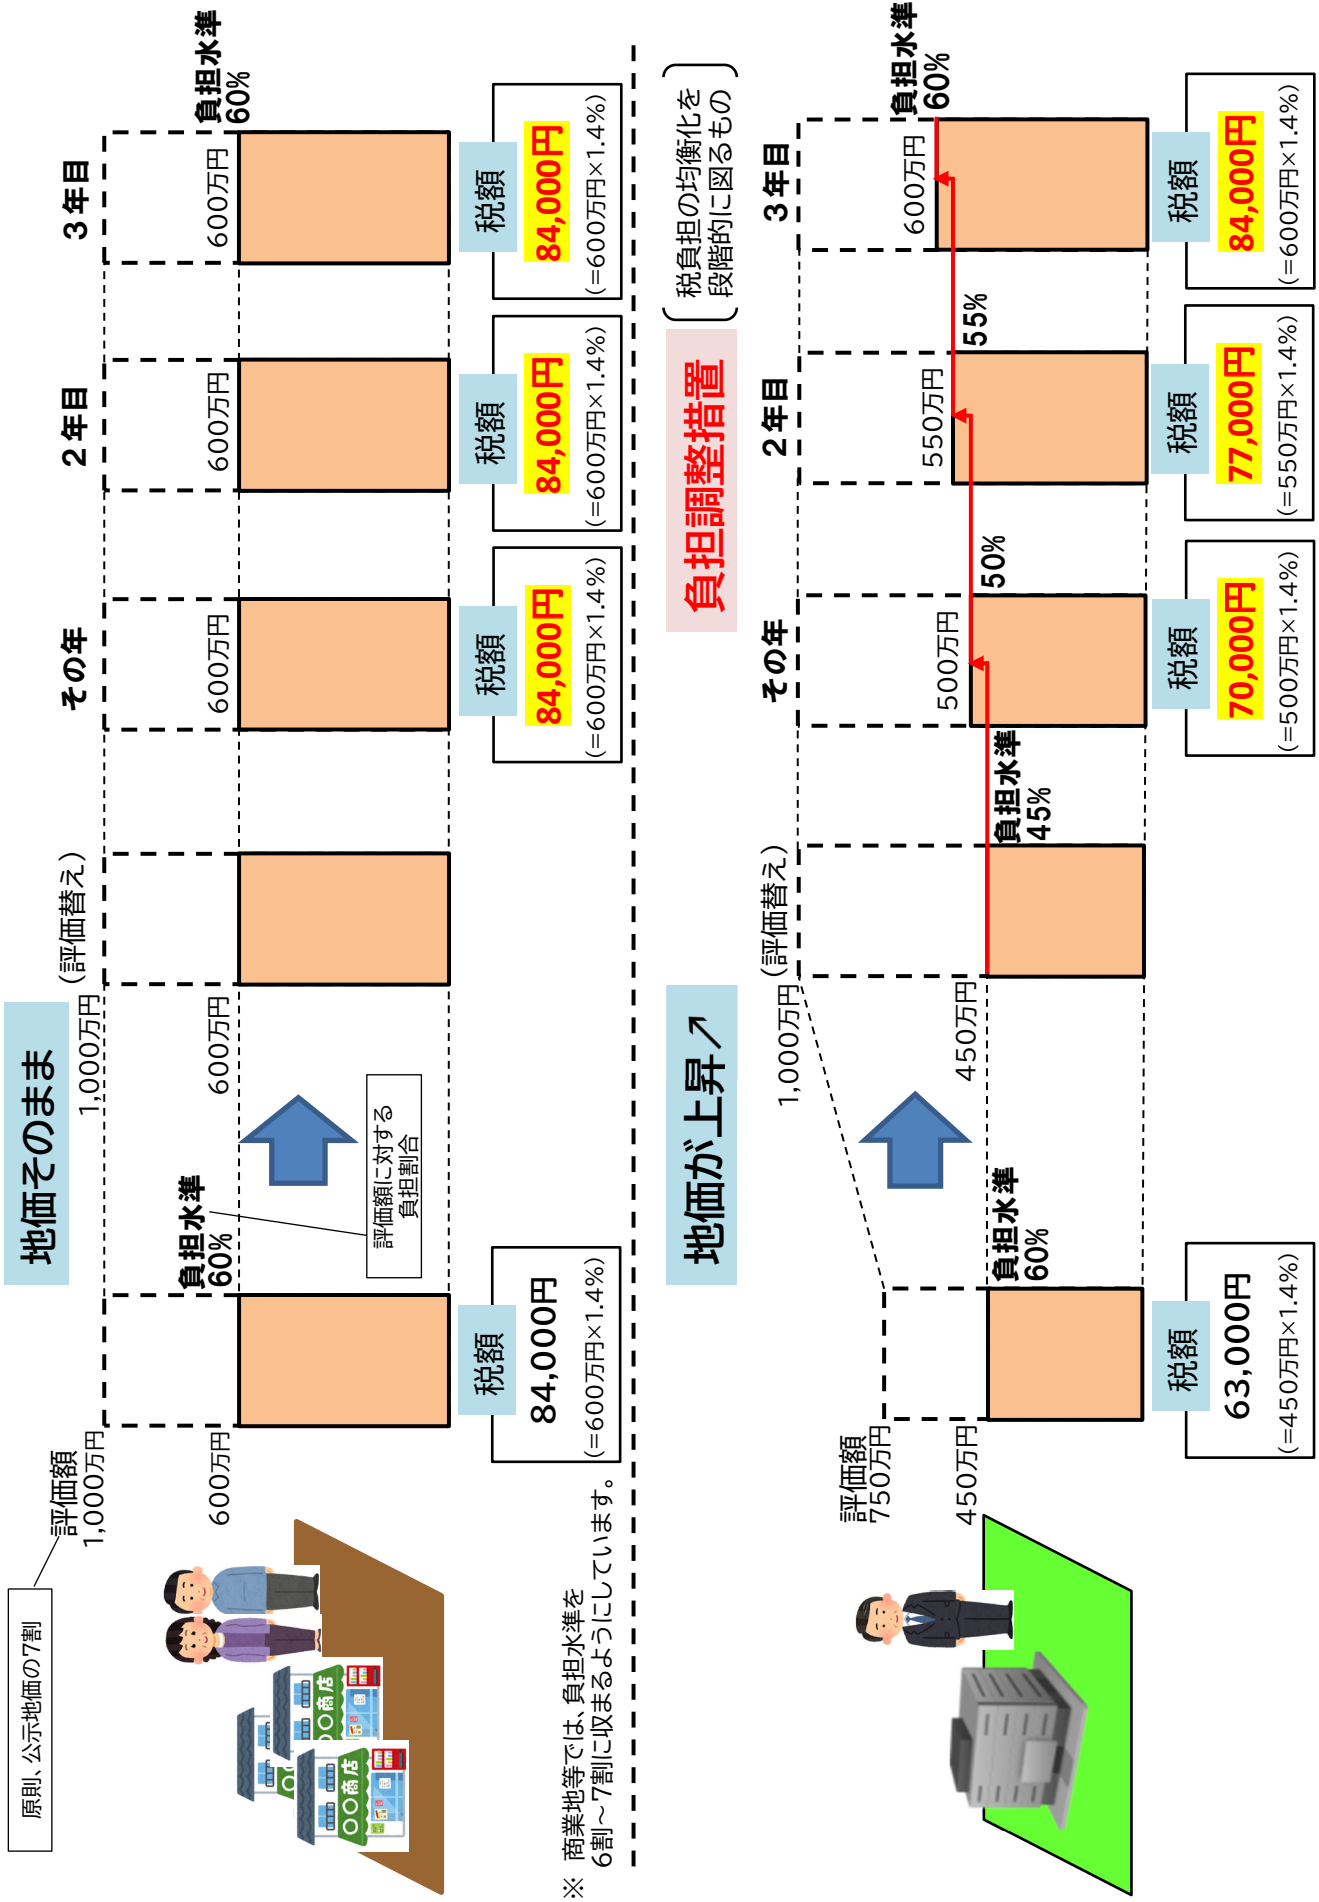 原則、公示地価の7割
地価そのまま
評価額
1,000万円
600万円
負担水準
60%
評価額に対する
負担割合
1,000万円
(評価替え)
600万円
その年
600万円
2年目
600万円
3年目
600万円
負担水準
60%
税額
84,000円
(=600万円×1.4%)
税額
84,000円
(=600万円×1.4%)
税額
84,000円
(=600万円×1.4%)
税額
84,000円
(=600万円×1.4%)
〇〇商店
〇〇商店
〇
※ 商業地等では、負担水準を
6割～7割に収まるようにしています。
地価が上昇↗
負担調整措置
税負担の均衡化を
段階的に図るもの
評価額
750万円
450万円
負担水準
60%
1,000万円
(評価替え)
450万円
負担水準
45%
その年
500万円
50%
2年目
550万円
55%
3年目
600万円
負担水準
60%
税額
63,000円
(=450万円×1.4%)
税額
70,000円
(=500万円×1.4%)
税額
77,000円
(=550万円×1.4%)
税額
84,000円
(=600万円×1.4%)